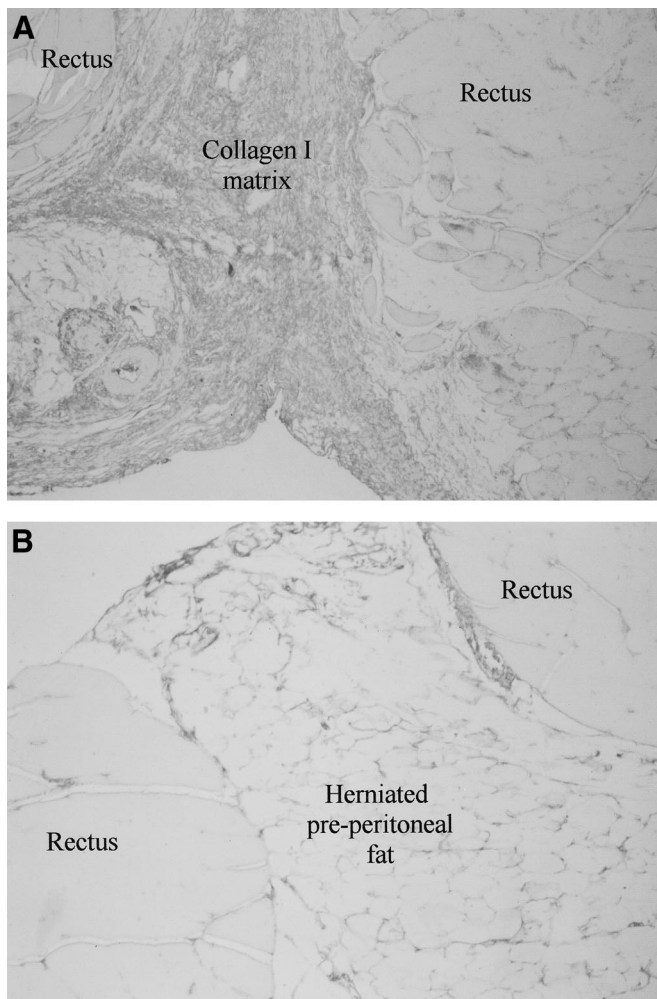 A
Rectus
Rectus
Collagen I
matrix
B
Rectus
Herniated
pre-peritoneal
fat
Rectus